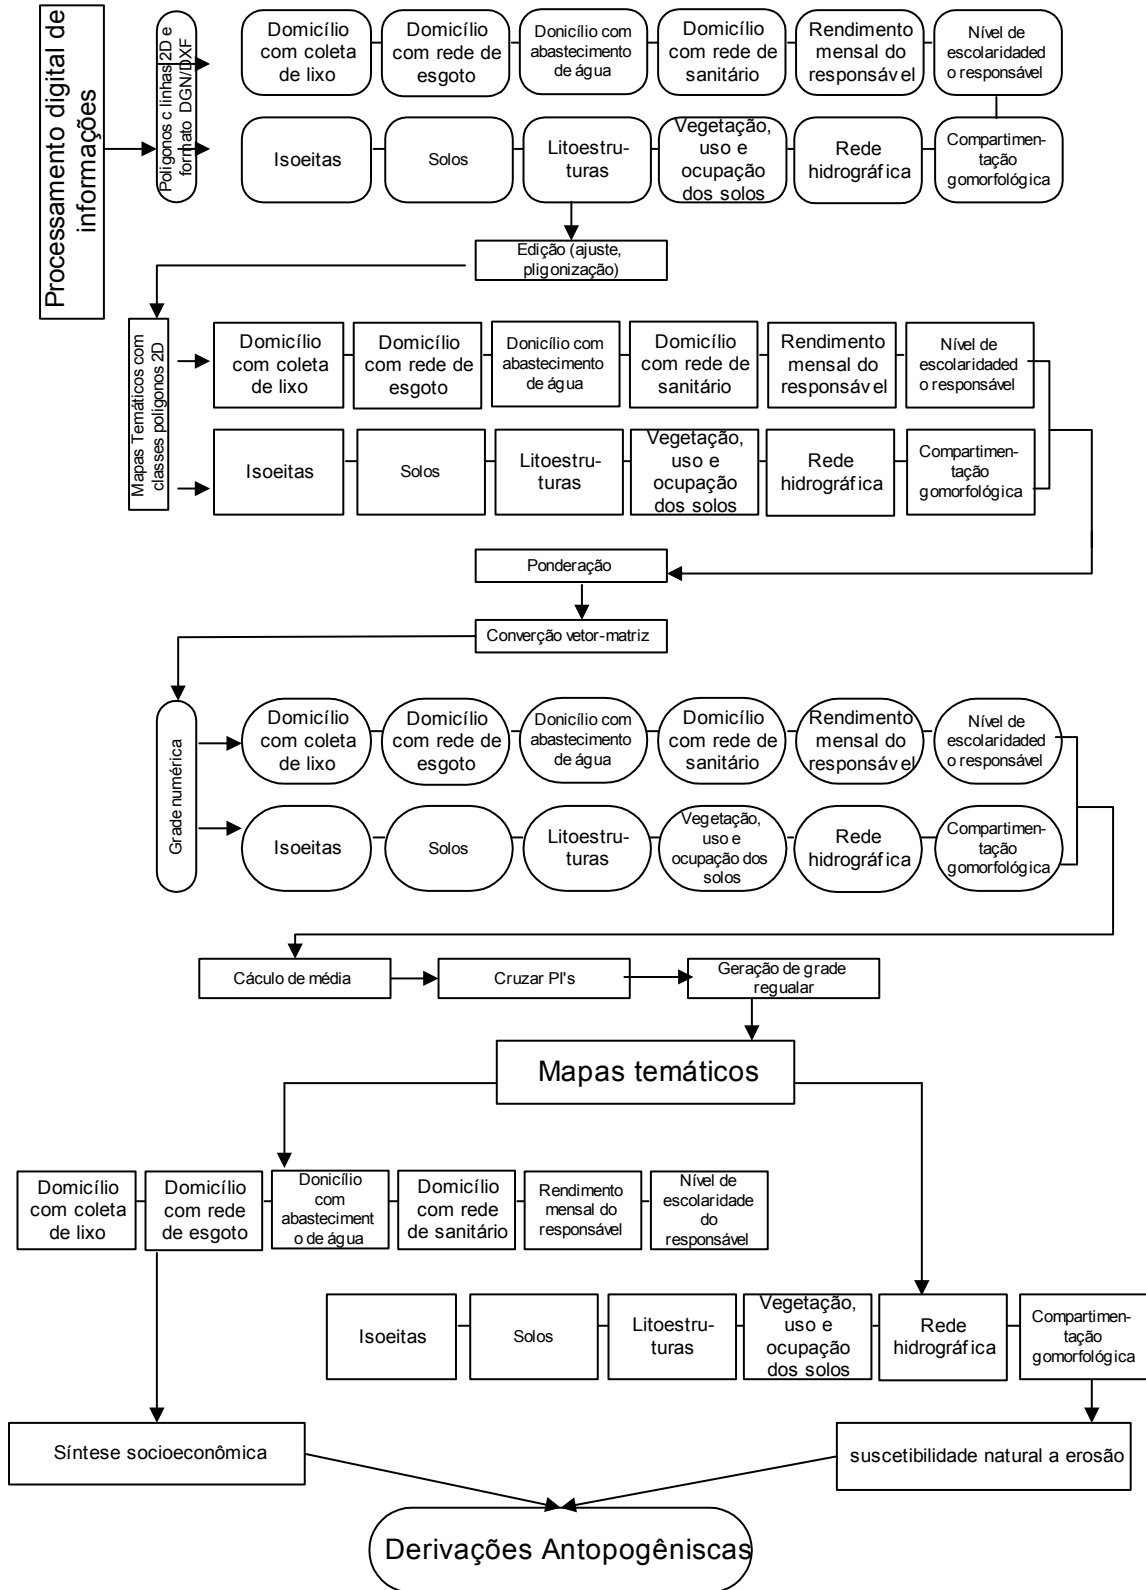 Processamento digital de
informações
Poligonos c linhas 2D e
formato DGN/DXF
Domicílio
com coleta
de lixo
Domicílio
com rede de
esgoto
Donicílio com
abastecimento
de água
Domicílio
com rede de
sanitário
Rendimento
mensal do
responsável
Nível de
escolaridaded
o responsável
Isoeitas
Solos
Litoestru-
turas
Vegetação,
uso e
ocupação
dos solos
Rede
hidrográfica
Compartimen-
tação
gomorfológica
Edição (ajuste,
pligonização)
Mapas Temáticos com
classes poligonos 2D
Domicílio
com coleta
de lixo
Domicílio
com rede de
esgoto
Donicílio com
abastecimento
de água
Domicílio
com rede de
sanitário
Rendimento
mensal do
responsável
Nível de
escolaridaded
o responsável
Isoeitas
Solos
Litoestru-
turas
Vegetação,
uso e
ocupação
dos solos
Rede
hidrográfica
Compartimen-
tação
gomorfológica
Ponderação
Converção vetor-matriz
Grade numérica
Domicílio
com coleta
de lixo
Domicílio
com rede de
esgoto
Donicílio com
abastecimento
de água
Domicílio
com rede de
sanitário
Rendimento
mensal do
responsável
Nível de
escolaridaded
o responsável
Isoeitas
Solos
Litoestru-
turas
Vegetação,
uso e
ocupação dos
solos
Rede
hidrográfica
Compartimen-
tação
gomorfológica
Cáculo de média
Cruzar PI's
Geração de grade
regualar
Mapas temáticos
Domicílio
com coleta
de lixo
Domicílio
com rede
de esgoto
Donicílio
com
abasteciment
o de água
Domicílio
com rede
de sanitário
Rendimento
mensal do
responsável
Nível de
escolaridade
do
responsável
Isoeitas
Solos
Litoestru-
turas
Vegetação,
uso e
ocupação
dos solos
Rede
hidrográfica
Compartimen-
tação
gomorfológica
Síntese socioeconômica
suscetibilidade natural a erosão
Derivações Antopogêniscas